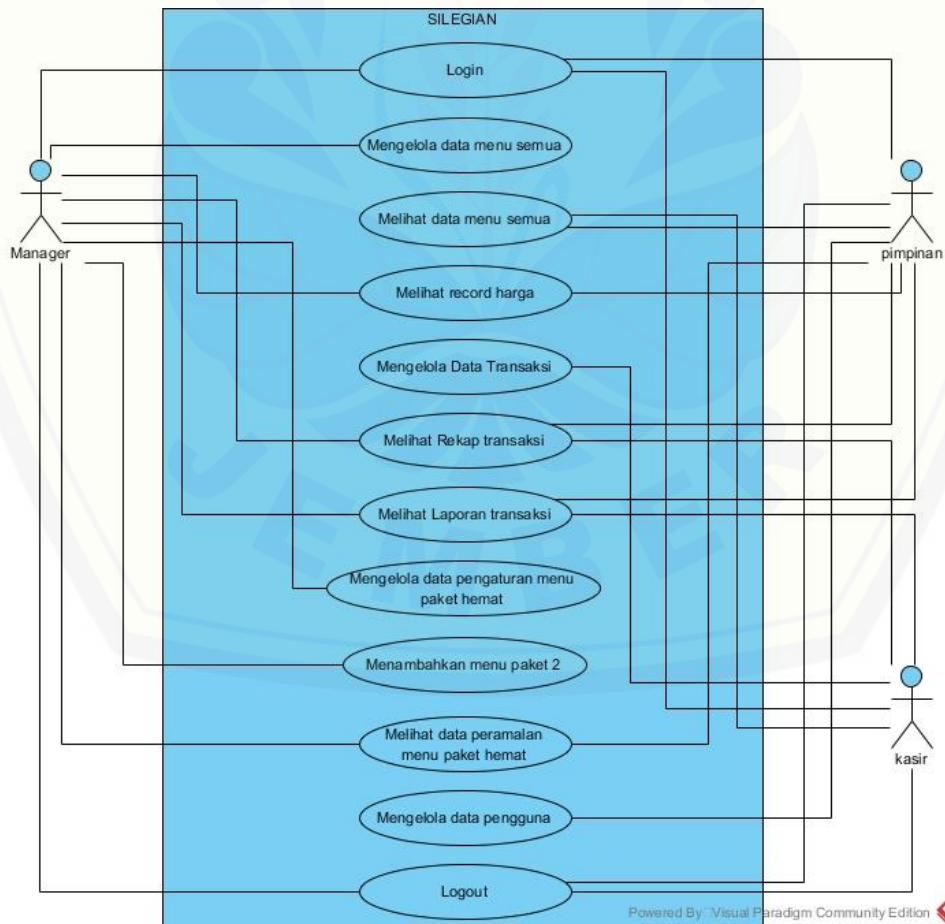 SILEGIAN
Login
Mengelola data menu semua
Melihat data menu semua
Manager
pimpinan
Melihat record harga
Mengelola Data Transaksi
Melihat Rekap transaksi
Melihat Laporan transaksi
Mengelola data pengaturan menu
paket hemat
Menambahkan menu paket 2
Melihat data peramalan
menu paket hemat
kasir
Mengelola data pengguna
Logout
JEMBER
Powered By Visual Paradigm Community Edition